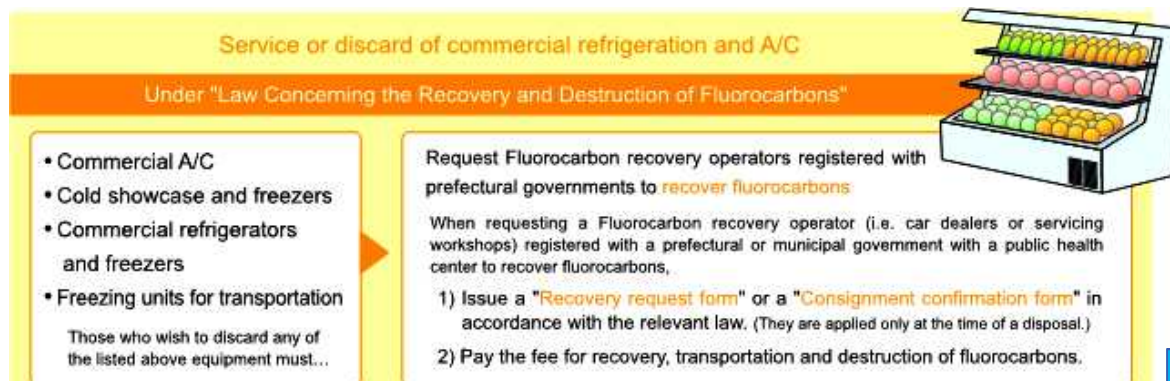 Service or discard of commercial refrigeration and A/C
Under "Law Concerning the Recovery and Destruction of Fluorocarbons"
• Commercial A/C
• Cold showcase and freezers
• Commercial refrigerators
and freezers
• Freezing units for transportation
Those who wish to discard any of
the listed above equipment must...
Request Fluorocarbon recovery operators registered with
prefectural governments to recover fluorocarbons
When requesting a Fluorocarbon recovery operator (i.e. car dealers or servicing
workshops) registered with a prefectural or municipal government with a public health
center to recover fluorocarbons,
1) Issue a "Recovery request form" or a "Consignment confirmation form" in
accordance with the relevant law. (They are applied only at the time of a disposal.)
2) Pay the fee for recovery, transportation and destruction of fluorocarbons.